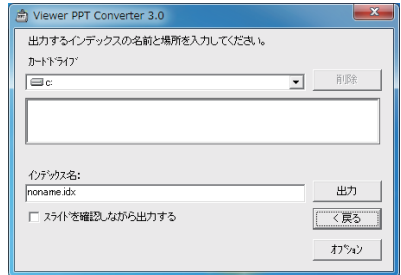 Viewer PPT Converter 3.0
出力するインデックスの名前と場所を入力してください。
ｶｰﾄﾞﾄﾞﾗｲﾌﾞ
c:
削除
ｲﾝﾃﾞｯｸｽ名:
noname.idx
出力
ｽﾗｲﾄﾞを確認しながら出力する
< 戻る
ｵﾌﾟｼｮﾝ